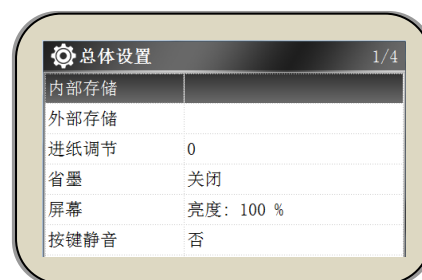 总体设置 1/4
内部存储
外部存储
进纸调节 0
省墨 关闭
屏幕 亮度: 100 %
按键静音 否